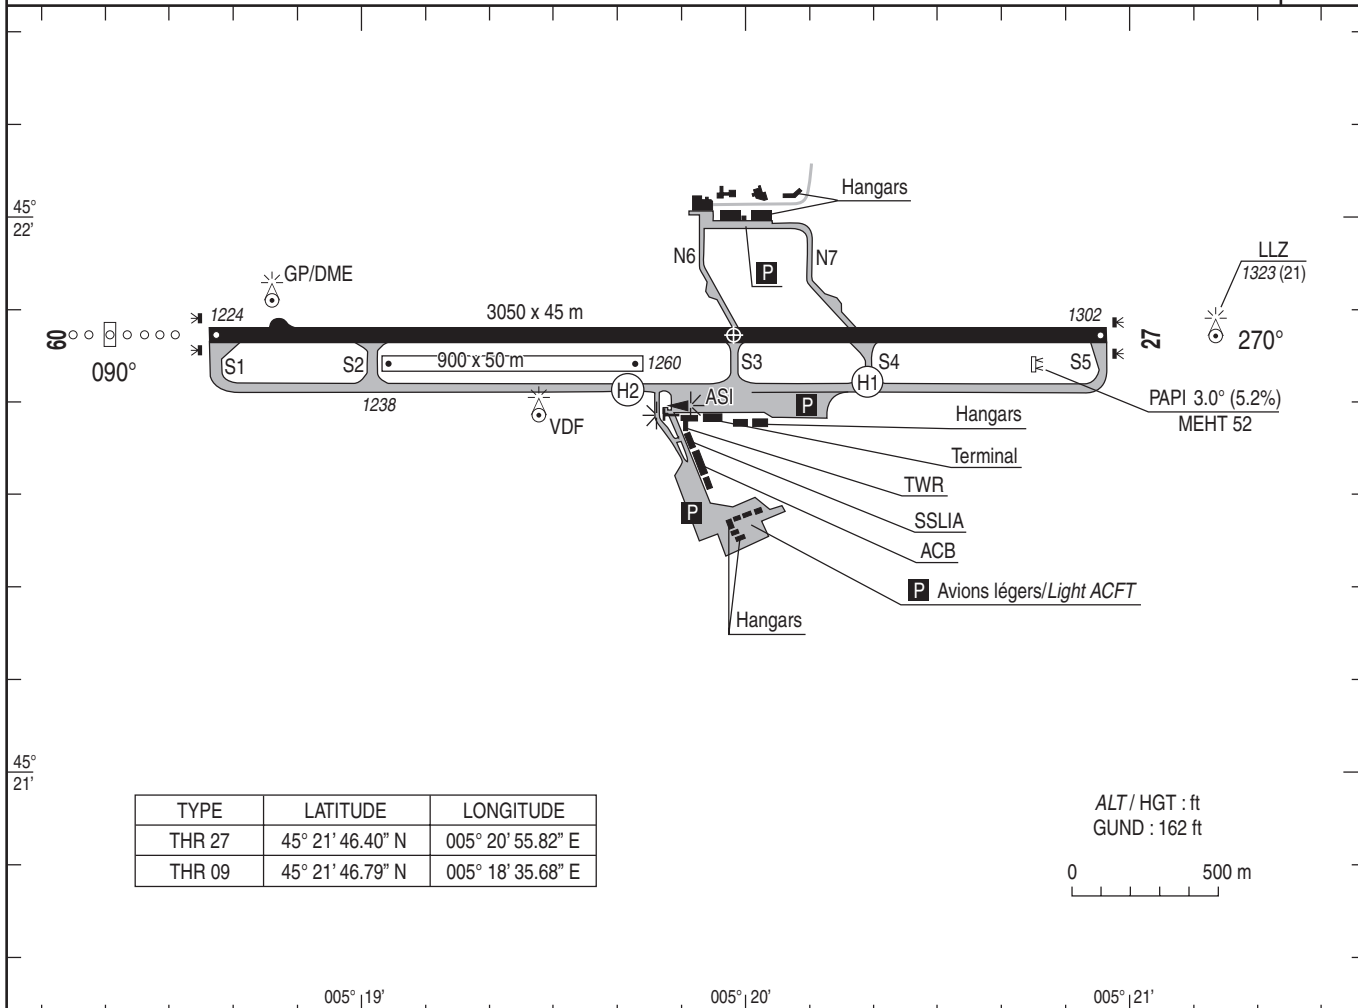 Hangars
45°
22'
N6
N7
P
LLZ
1323 (21)
GP/DME
1224
3050 x 45 m
1302
09
27
270°
090°
S1
S2
900 x 50 m
1260
S3
S4
S5
H2
H1
ASI
P
PAPI 3.0° (5.2%)
MEHT 52
1238
VDF
Hangars
Terminal
TWR
P
SSLIA
ACB
P Avions légers/Light ACFT
Hangars
45°
21'
TYPE LATITUDE LONGITUDE
THR 27 45° 21' 46.40" N 005° 20' 55.82" E
THR 09 45° 21' 46.79" N 005° 18' 35.68" E
ALT / HGT : ft
GUND : 162 ft
0 500 m
005° 19' 005° 20' 005° 21'